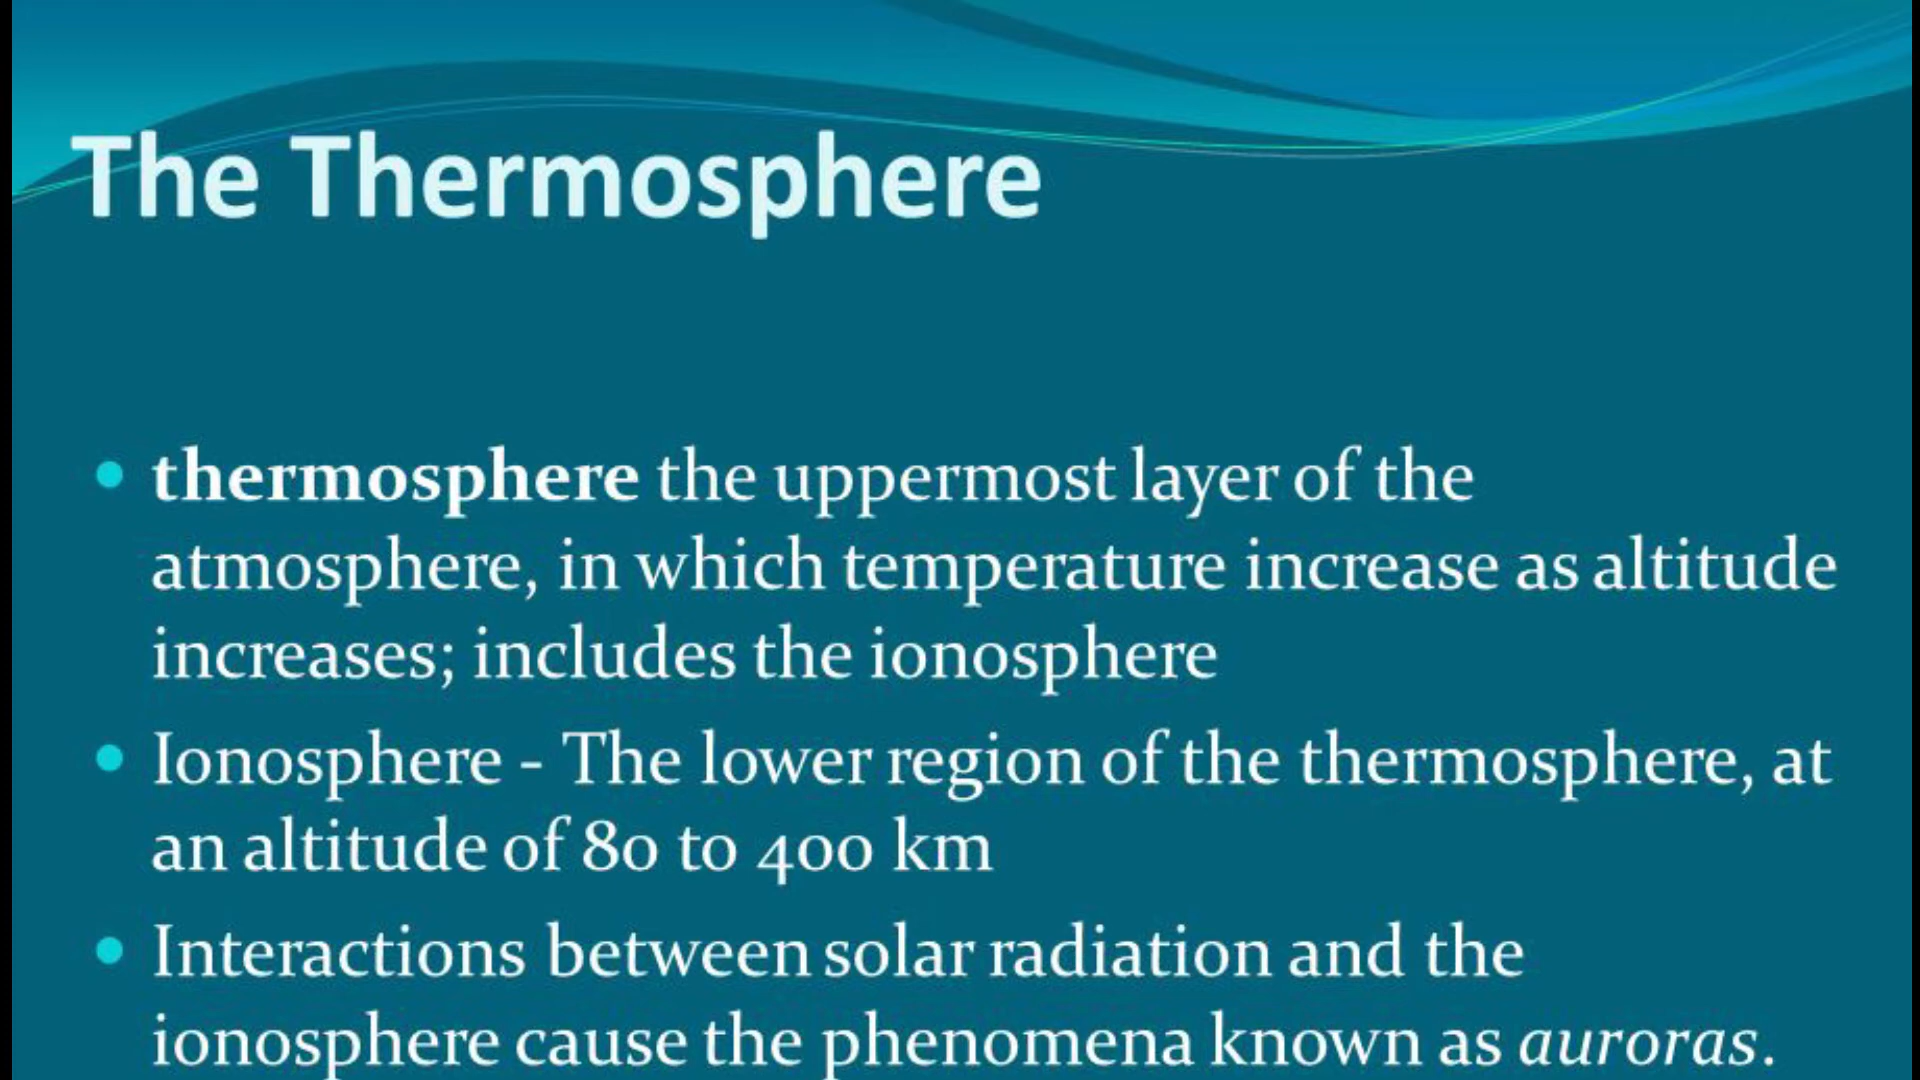 The Thermosphere
• thermosphere the uppermost layer of the
atmosphere, in which temperature increase as altitude
increases; includes the ionosphere
• Ionosphere - The lower region of the thermosphere, at
an altitude of 80 to 400 km
• Interactions between solar radiation and the
ionosphere cause the phenomena known as auroras.